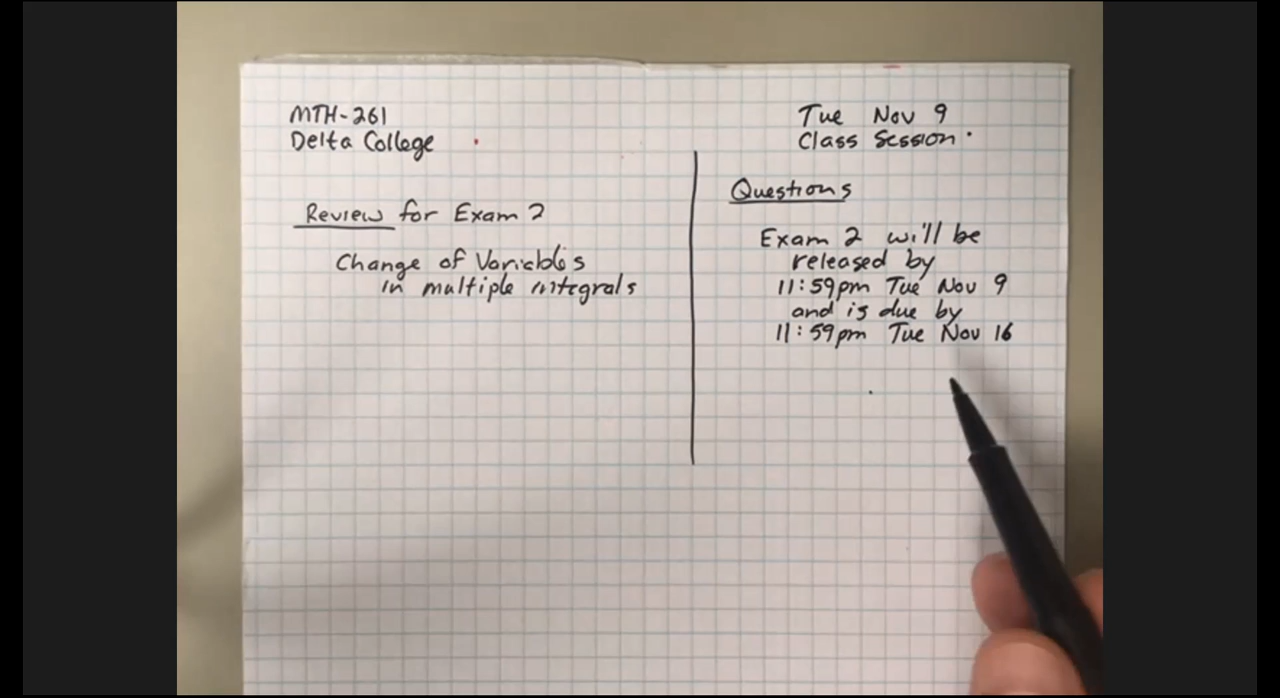 MTH-261
Delta College
Tue Nov 9
Class Session
Review for Exam 2
Change of Variables
in multiple integrals
Questions
Exam 2 will be
released by
11:59pm Tue Nov 9
and is due by
11:59pm Tue Nov 16